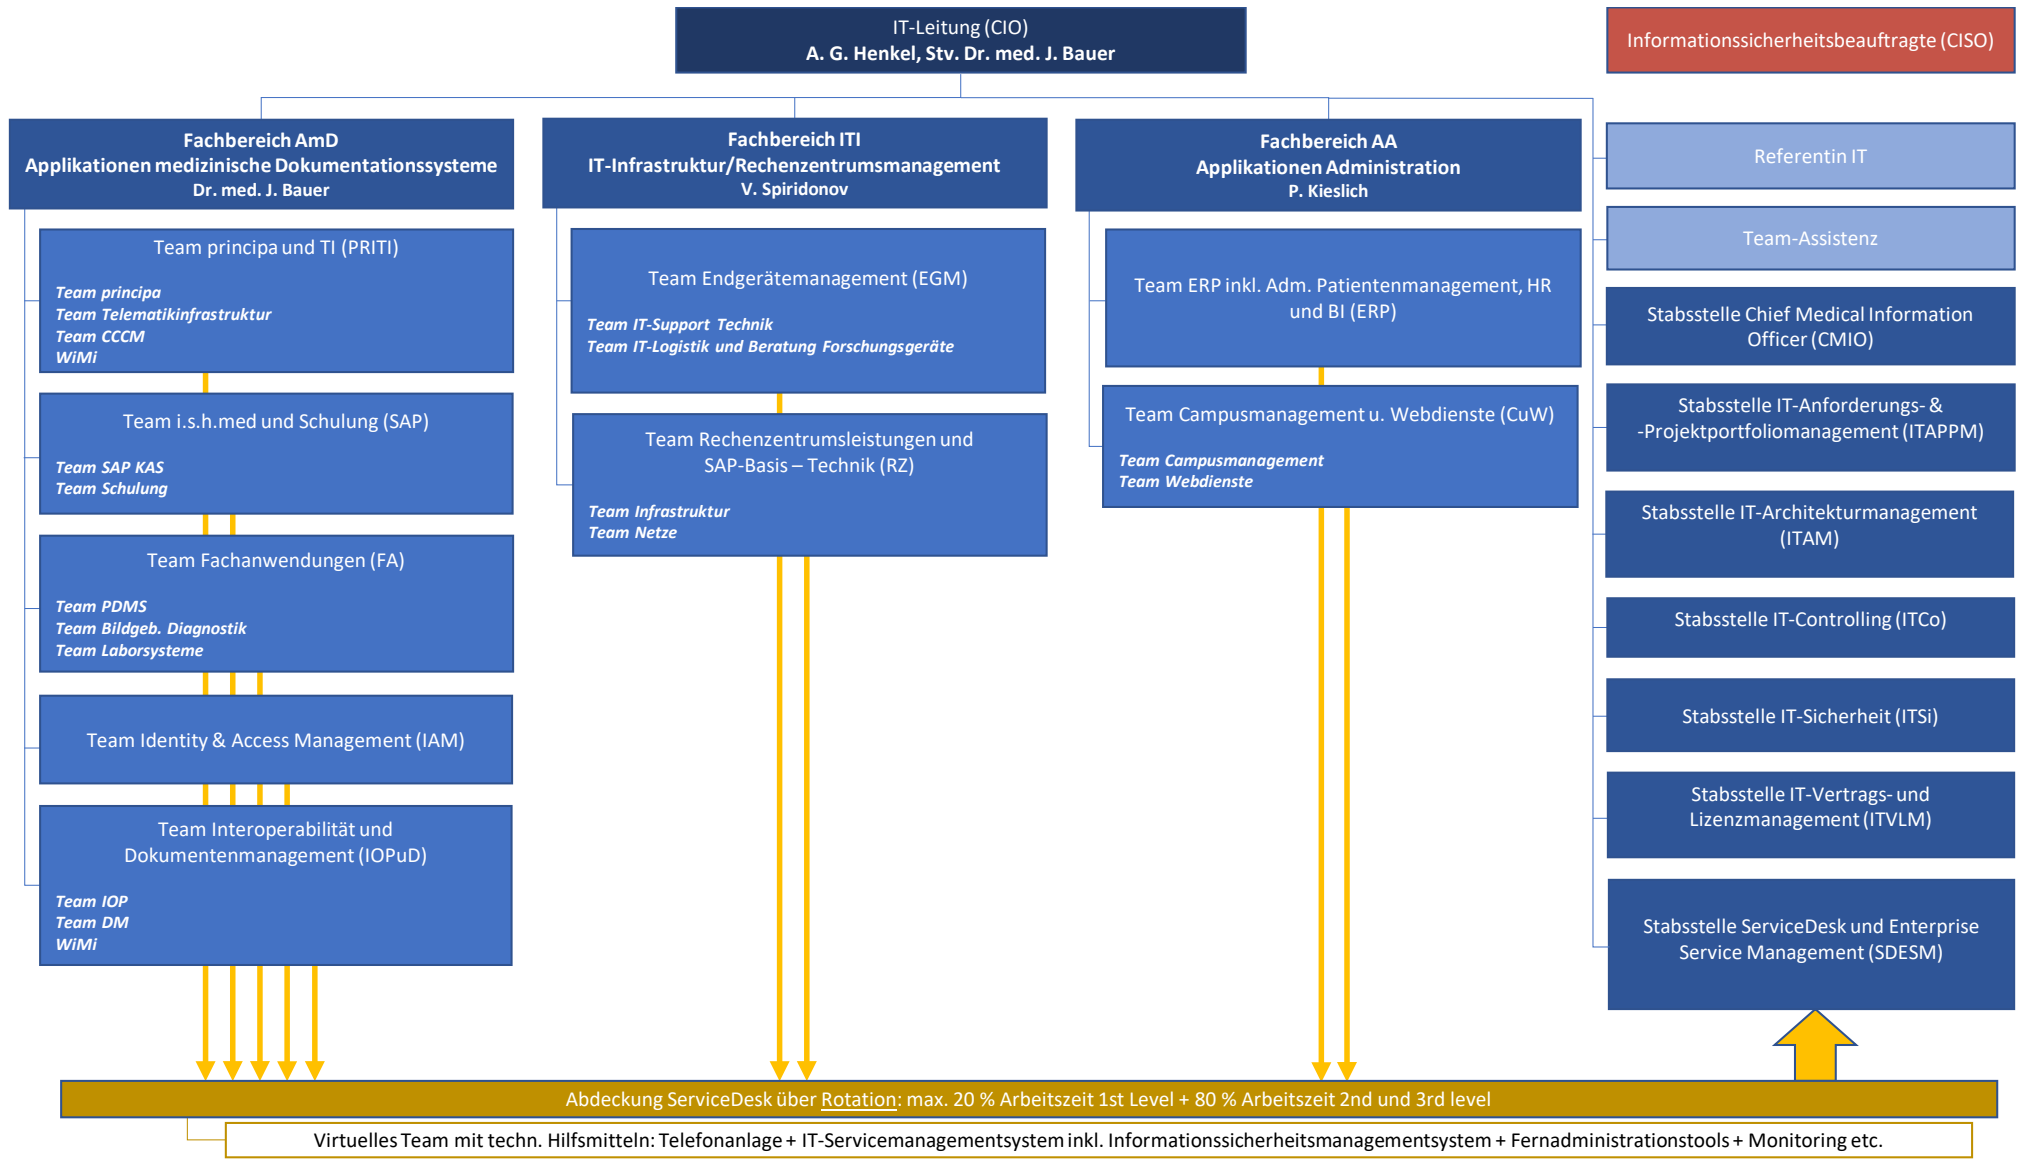 IT-Leitung (CIO)
A. G. Henkel, Stv. Dr. med. J. Bauer
Informationssicherheitsbeauftragte (CISO)
Fachbereich AmD
Applikationen medizinische Dokumentationssysteme
Dr. med. J. Bauer
Team principa und TI (PRITI)
Team principa
Team Telematikinfrastruktur
Team CCCM
WiMi
Team i.s.h.med und Schulung (SAP)
Team SAP KAS
Team Schulung
Team Fachanwendungen (FA)
Team PDMS
Team Bildgeb. Diagnostik
Team Laborsysteme
Team Identity & Access Management (IAM)
Team Interoperabilität und
Dokumentenmanagement (IOPuD)
Team IOP
Team DM
WiMi
Fachbereich ITI
IT-Infrastruktur/Rechenzentrumsmanagement
V. Spiridonov
Team Endgerätemanagement (EGM)
Team IT-Support Technik
Team IT-Logistik und Beratung Forschungsgeräte
Team Rechenzentrumsleistungen und
SAP-Basis – Technik (RZ)
Team Infrastruktur
Team Netze
Fachbereich AA
Applikationen Administration
P. Kieslich
Team ERP inkl. Adm. Patientenmanagement, HR
und BI (ERP)
Team Campusmanagement u. Webdienste (CuW)
Team Campusmanagement
Team Webdienste
Referentin IT
Team-Assistenz
Stabsstelle Chief Medical Information
Officer (CMIO)
Stabsstelle IT-Anforderungs- &
-Projektportfoliomanagement (ITAPPM)
Stabsstelle IT-Architekturmanagement
(ITAM)
Stabsstelle IT-Controlling (ITCo)
Stabsstelle IT-Sicherheit (ITSi)
Stabsstelle IT-Vertrags- und
Lizenzmanagement (ITVLM)
Stabsstelle ServiceDesk und Enterprise
Service Management (SDESM)
Abdeckung ServiceDesk über Rotation: max. 20 % Arbeitszeit 1st Level + 80 % Arbeitszeit 2nd und 3rd level
Virtuelles Team mit techn. Hilfsmitteln: Telefonanlage + IT-Servicemanagementsystem inkl. Informationssicherheitsmanagementsystem + Fernadministrationstools + Monitoring etc.